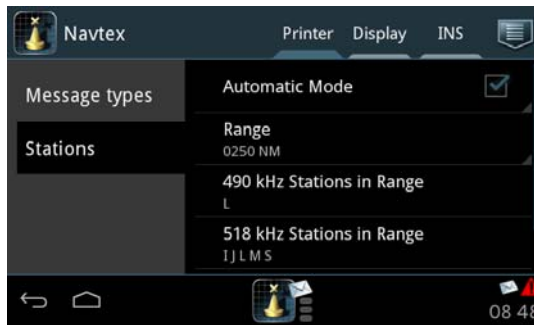 Navtex
Printer Display INS
Message types
Stations
Automatic Mode
Range
0250 NM
490 kHz Stations in Range
L
518 kHz Stations in Range
I J L M S
08 48